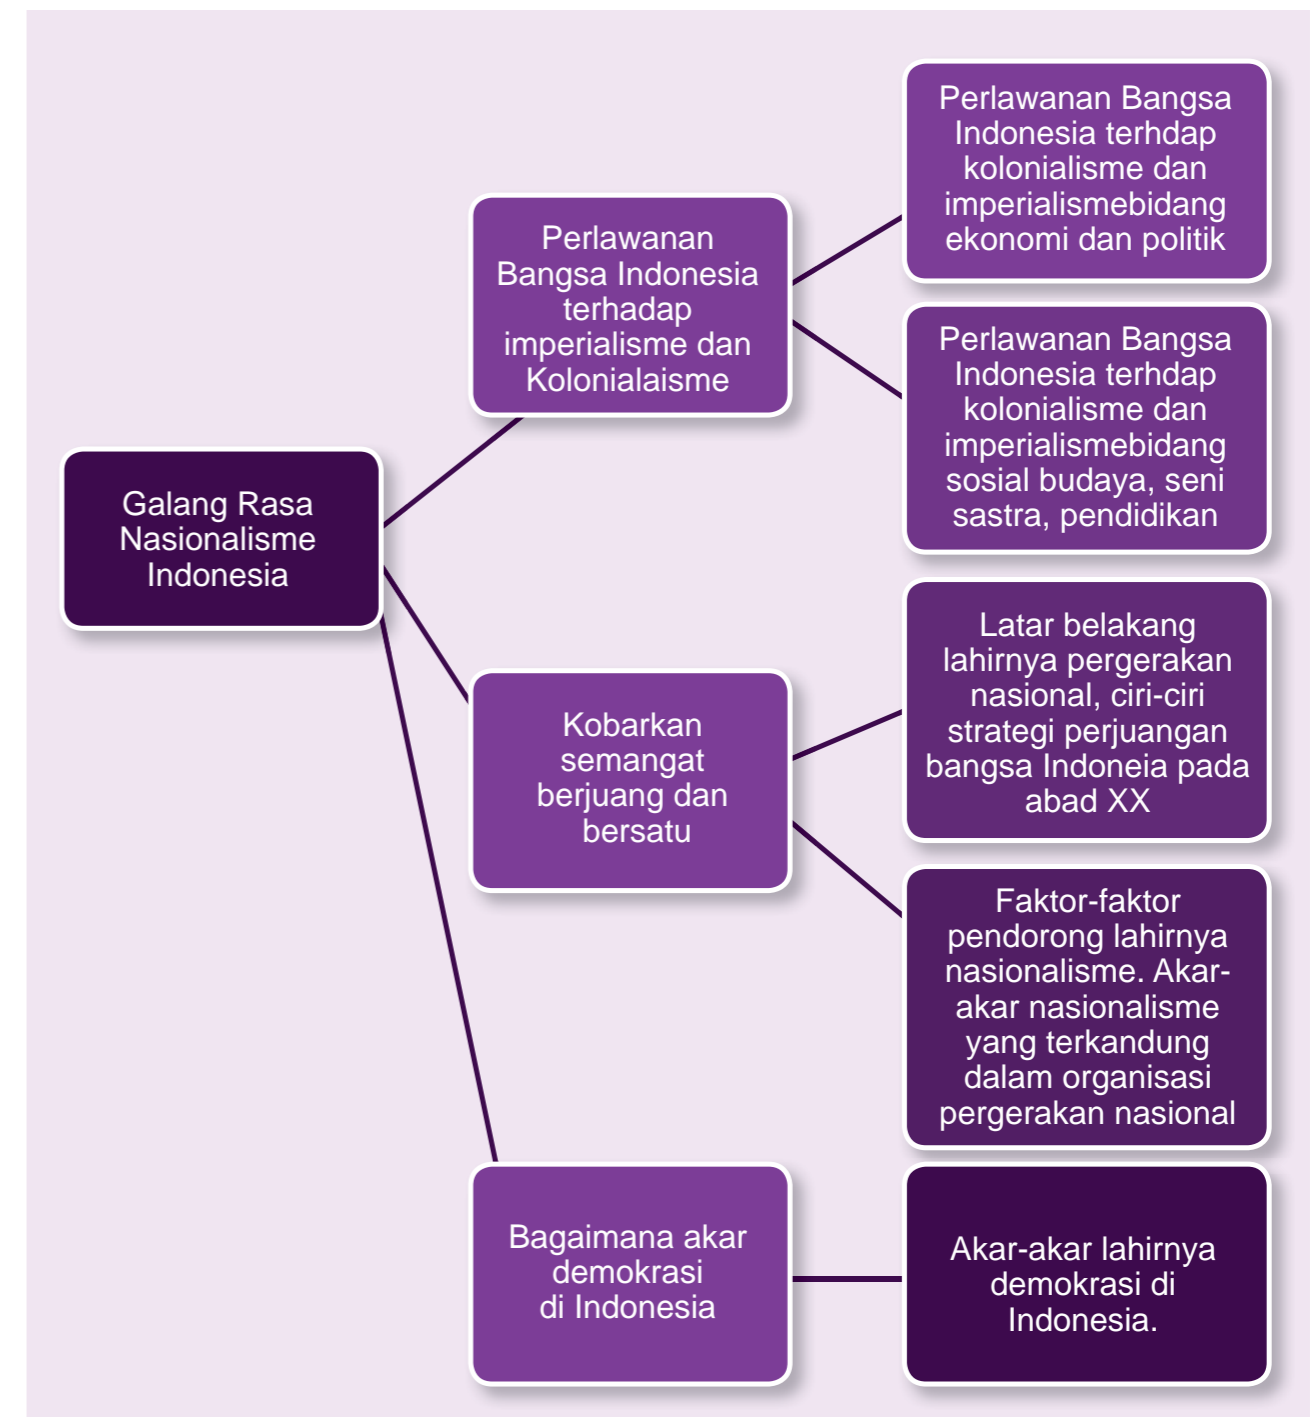 Galang Rasa
Nasionalisme
Indonesia
Perlawanan
Bangsa Indonesia
terhadap
imperialisme dan
Kolonialaisme
Perlawanan Bangsa
Indonesia terhdap
kolonialisme dan
imperialismebidang
ekonomi dan politik
Perlawanan Bangsa
Indonesia terhdap
kolonialisme dan
imperialismebidang
sosial budaya, seni
sastra, pendidikan
Kobarkan
semangat
berjuang dan
bersatu
Latar belakang
lahirnya pergerakan
nasional, ciri-ciri
strategi perjuangan
bangsa Indoneia pada
abad XX
Faktor-faktor
pendorong lahirnya
nasionalisme. Akar-
akar nasionalisme
yang terkandung
dalam organisasi
pergerakan nasional
Bagaimana akar
demokrasi
di Indonesia
Akar-akar lahirnya
demokrasi di
Indonesia.